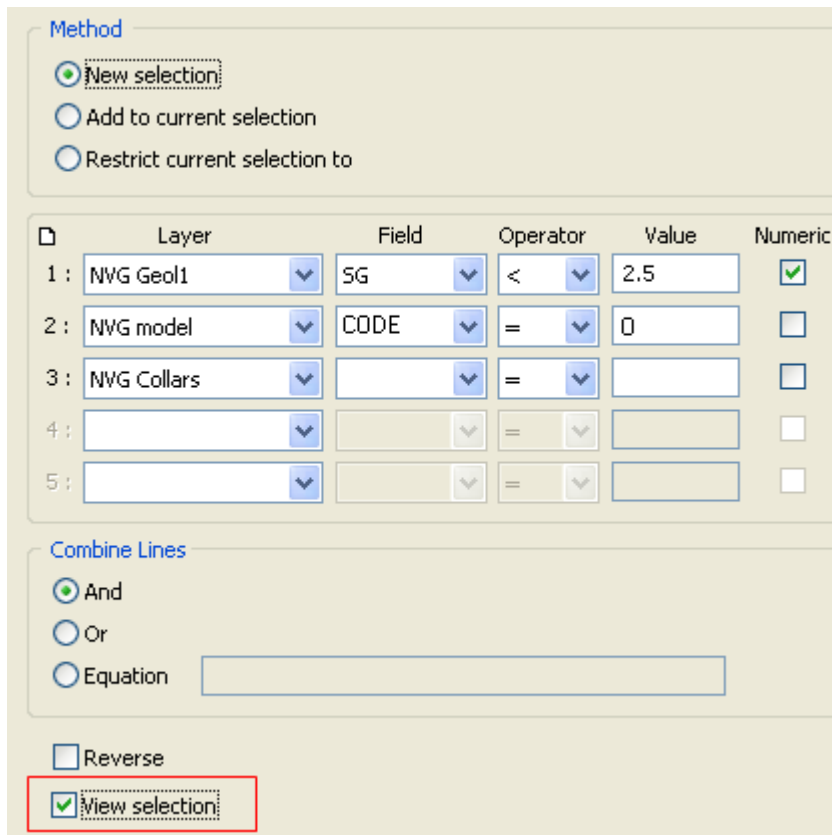 Method
New selection
Add to current selection
Restrict current selection to
Layer Field Operator Value Numeric
1 : NVG Geol1 SG < 2.5
2 : NVG model CODE = O
3 : NVG Collars =
4 : =
5 : =
Combine Lines
And
Or
Equation
Reverse
View selection